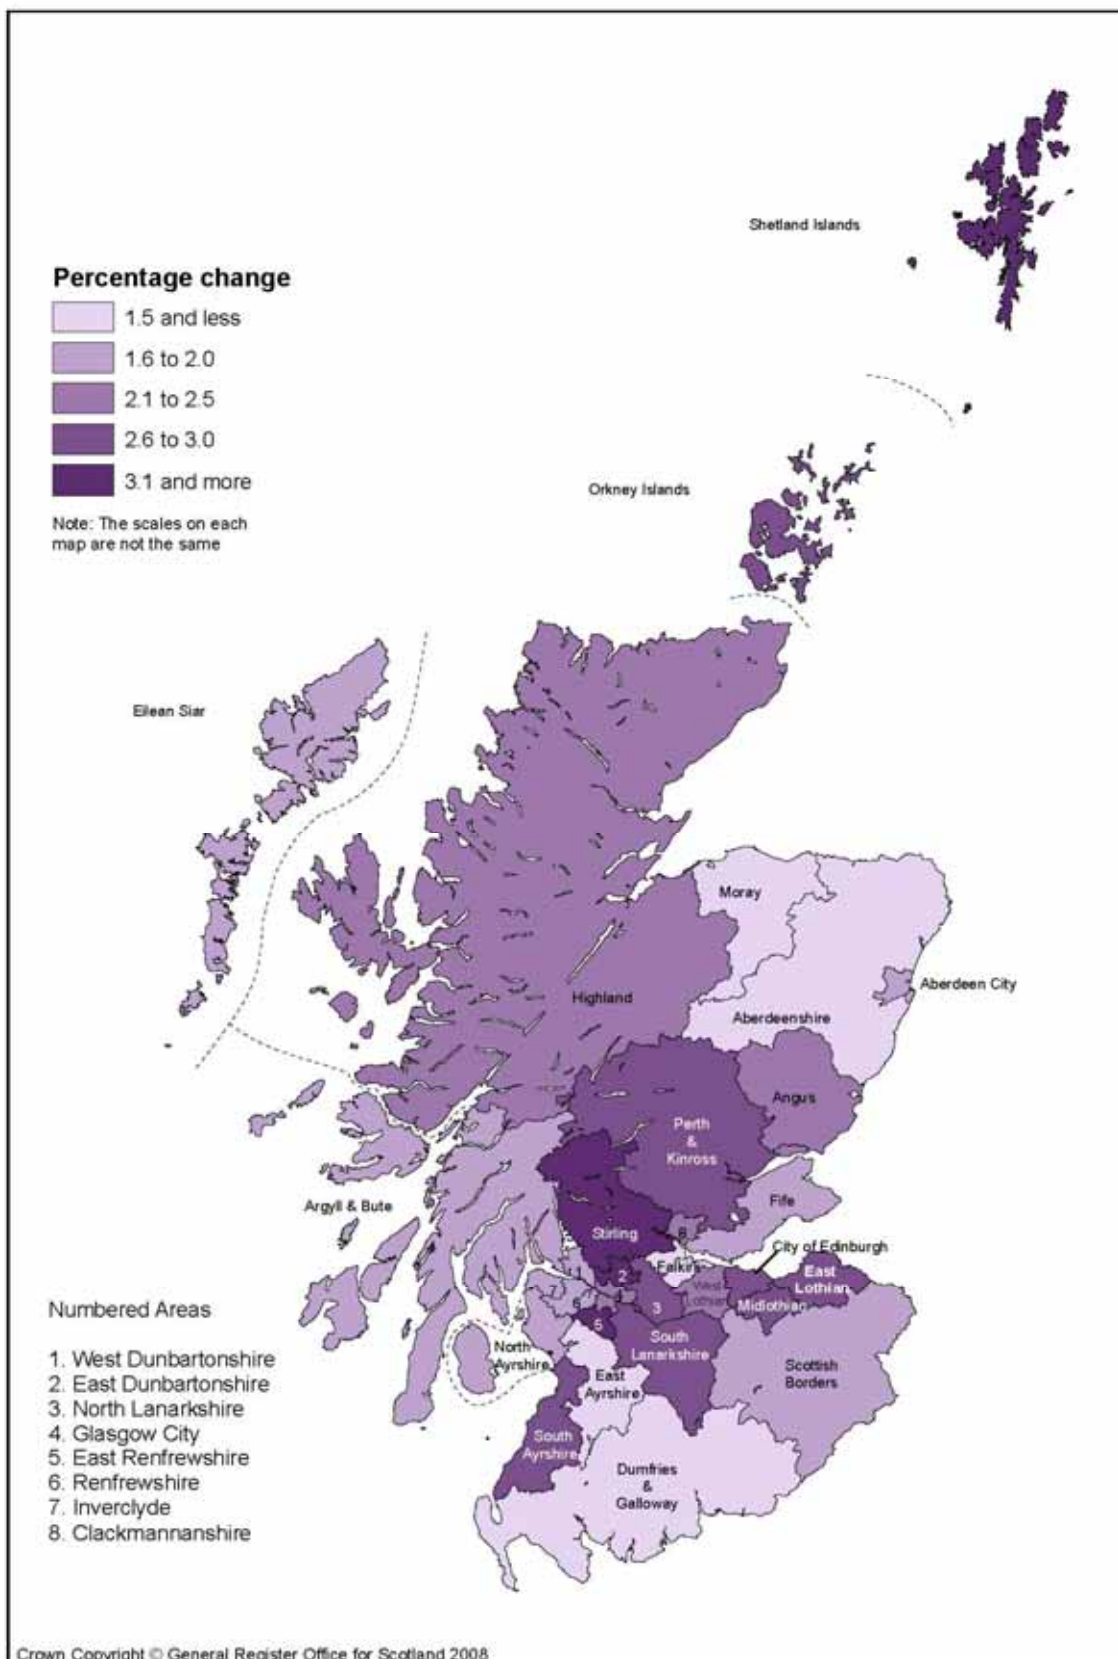 Shetland Islands
Percentage change
1.5 and less
1.6 to 2.0
2.1 to 2.5
2.6 to 3.0
3.1 and more
Note: The scales on each
map are not the same
Orkney Islands
Eilean Siar
Moray
Aberdeen City
Highland
Aberdeenshire
Angus
Perth
&
Kinross
Argyll & Bute
Fife
Stirling
8
City of Edinburgh
Falkirk
East
Lothian
1
2
West
Lothian
Midlothian
7
6
4
3
5
South
Lanarkshire
North
Ayrshire
East
Ayrshire
Scottish
Borders
South
Ayrshire
Dumfries
&
Galloway
Numbered Areas
1. West Dunbartonshire
2. East Dunbartonshire
3. North Lanarkshire
4. Glasgow City
5. East Renfrewshire
6. Renfrewshire
7. Inverclyde
8. Clackmannanshire
Crown Copyright © General Register Office for Scotland 2008